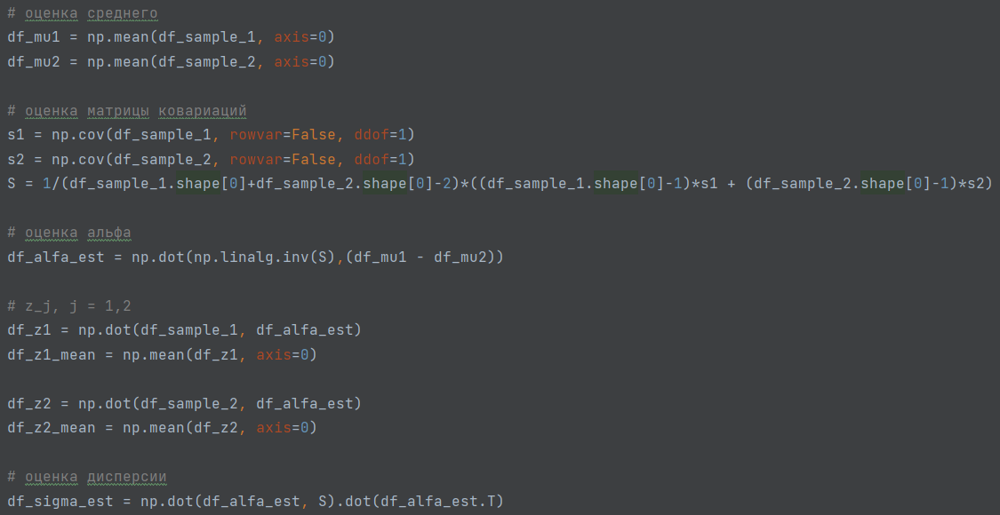 # оценка среднего
df_mu1 = np.mean(df_sample_1, axis=0)
df_mu2 = np.mean(df_sample_2, axis=0)
# оценка матрицы ковариаций
s1 = np.cov(df_sample_1, rowvar=False, ddof=1)
s2 = np.cov(df_sample_2, rowvar=False, ddof=1)
S = 1/(df_sample_1.shape[0]+df_sample_2.shape[0]-2)*((df_sample_1.shape[0]-1)*s1 + (df_sample_2.shape[0]-1)*s2)
# оценка альфа
df_alfa_est = np.dot(np.linalg.inv(S),(df_mu1 - df_mu2))
# z_j, j = 1,2
df_z1 = np.dot(df_sample_1, df_alfa_est)
df_z1_mean = np.mean(df_z1, axis=0)
df_z2 = np.dot(df_sample_2, df_alfa_est)
df_z2_mean = np.mean(df_z2, axis=0)
# оценка дисперсии
df_sigma_est = np.dot(df_alfa_est, S).dot(df_alfa_est.T)